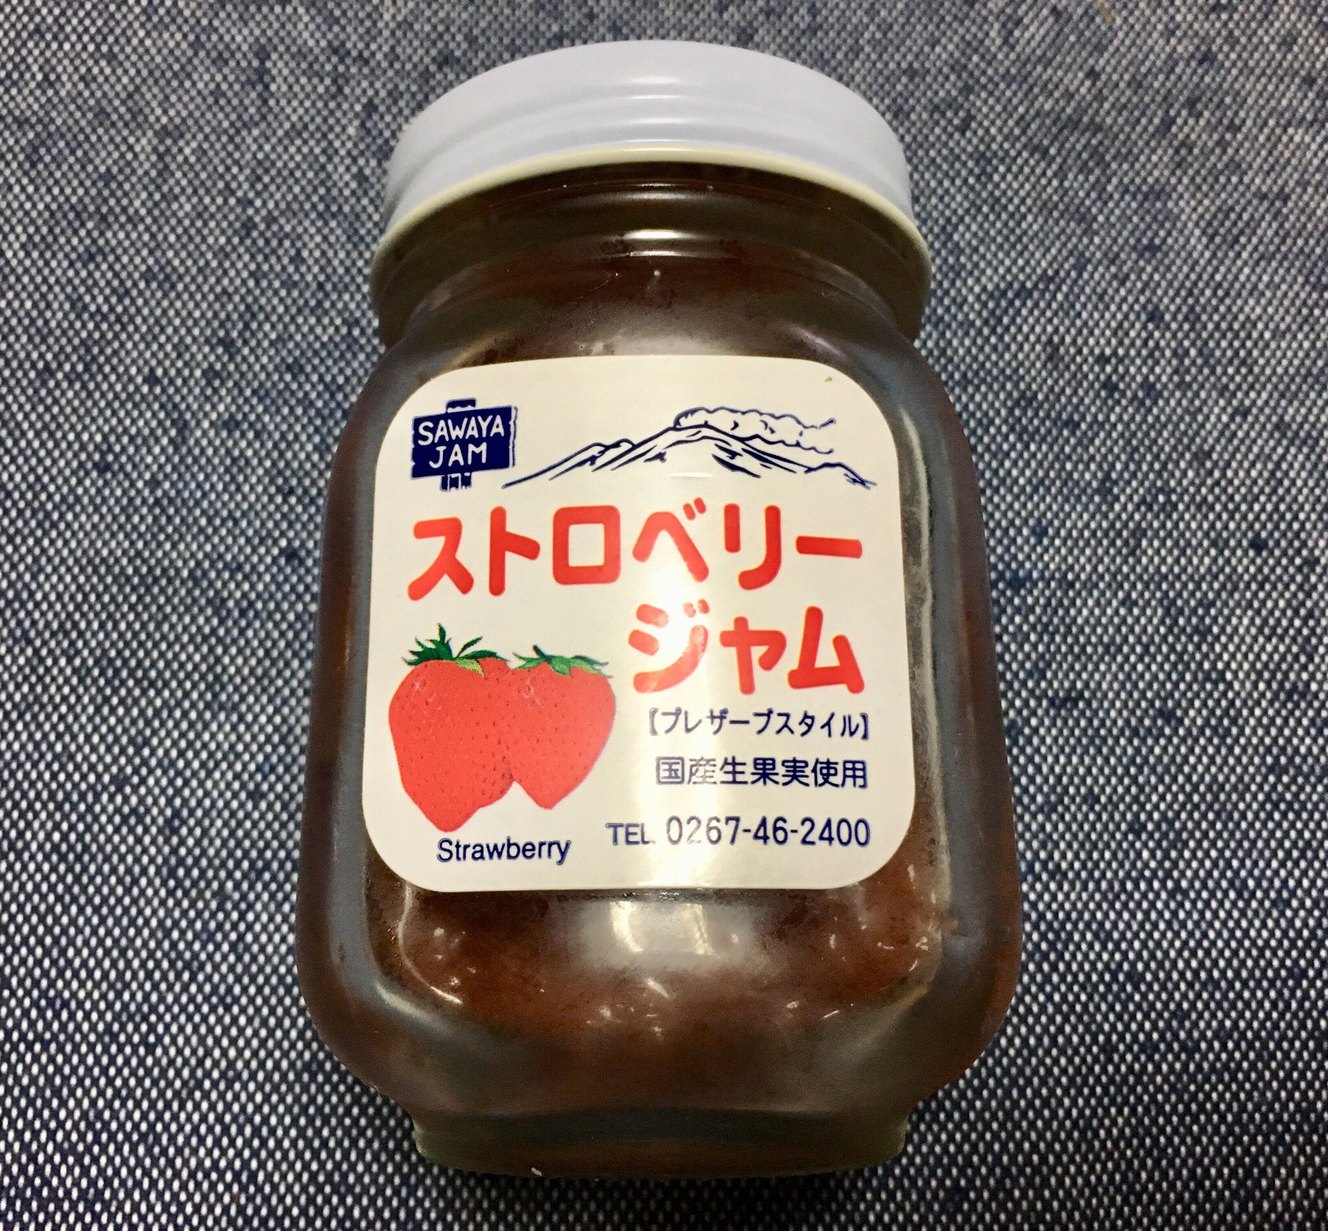 SAWAYA
JAM
ストロベリー
ジャム
【プレザーブスタイル】
国産生果実使用
TEL 0267-46-2400
Strawberry